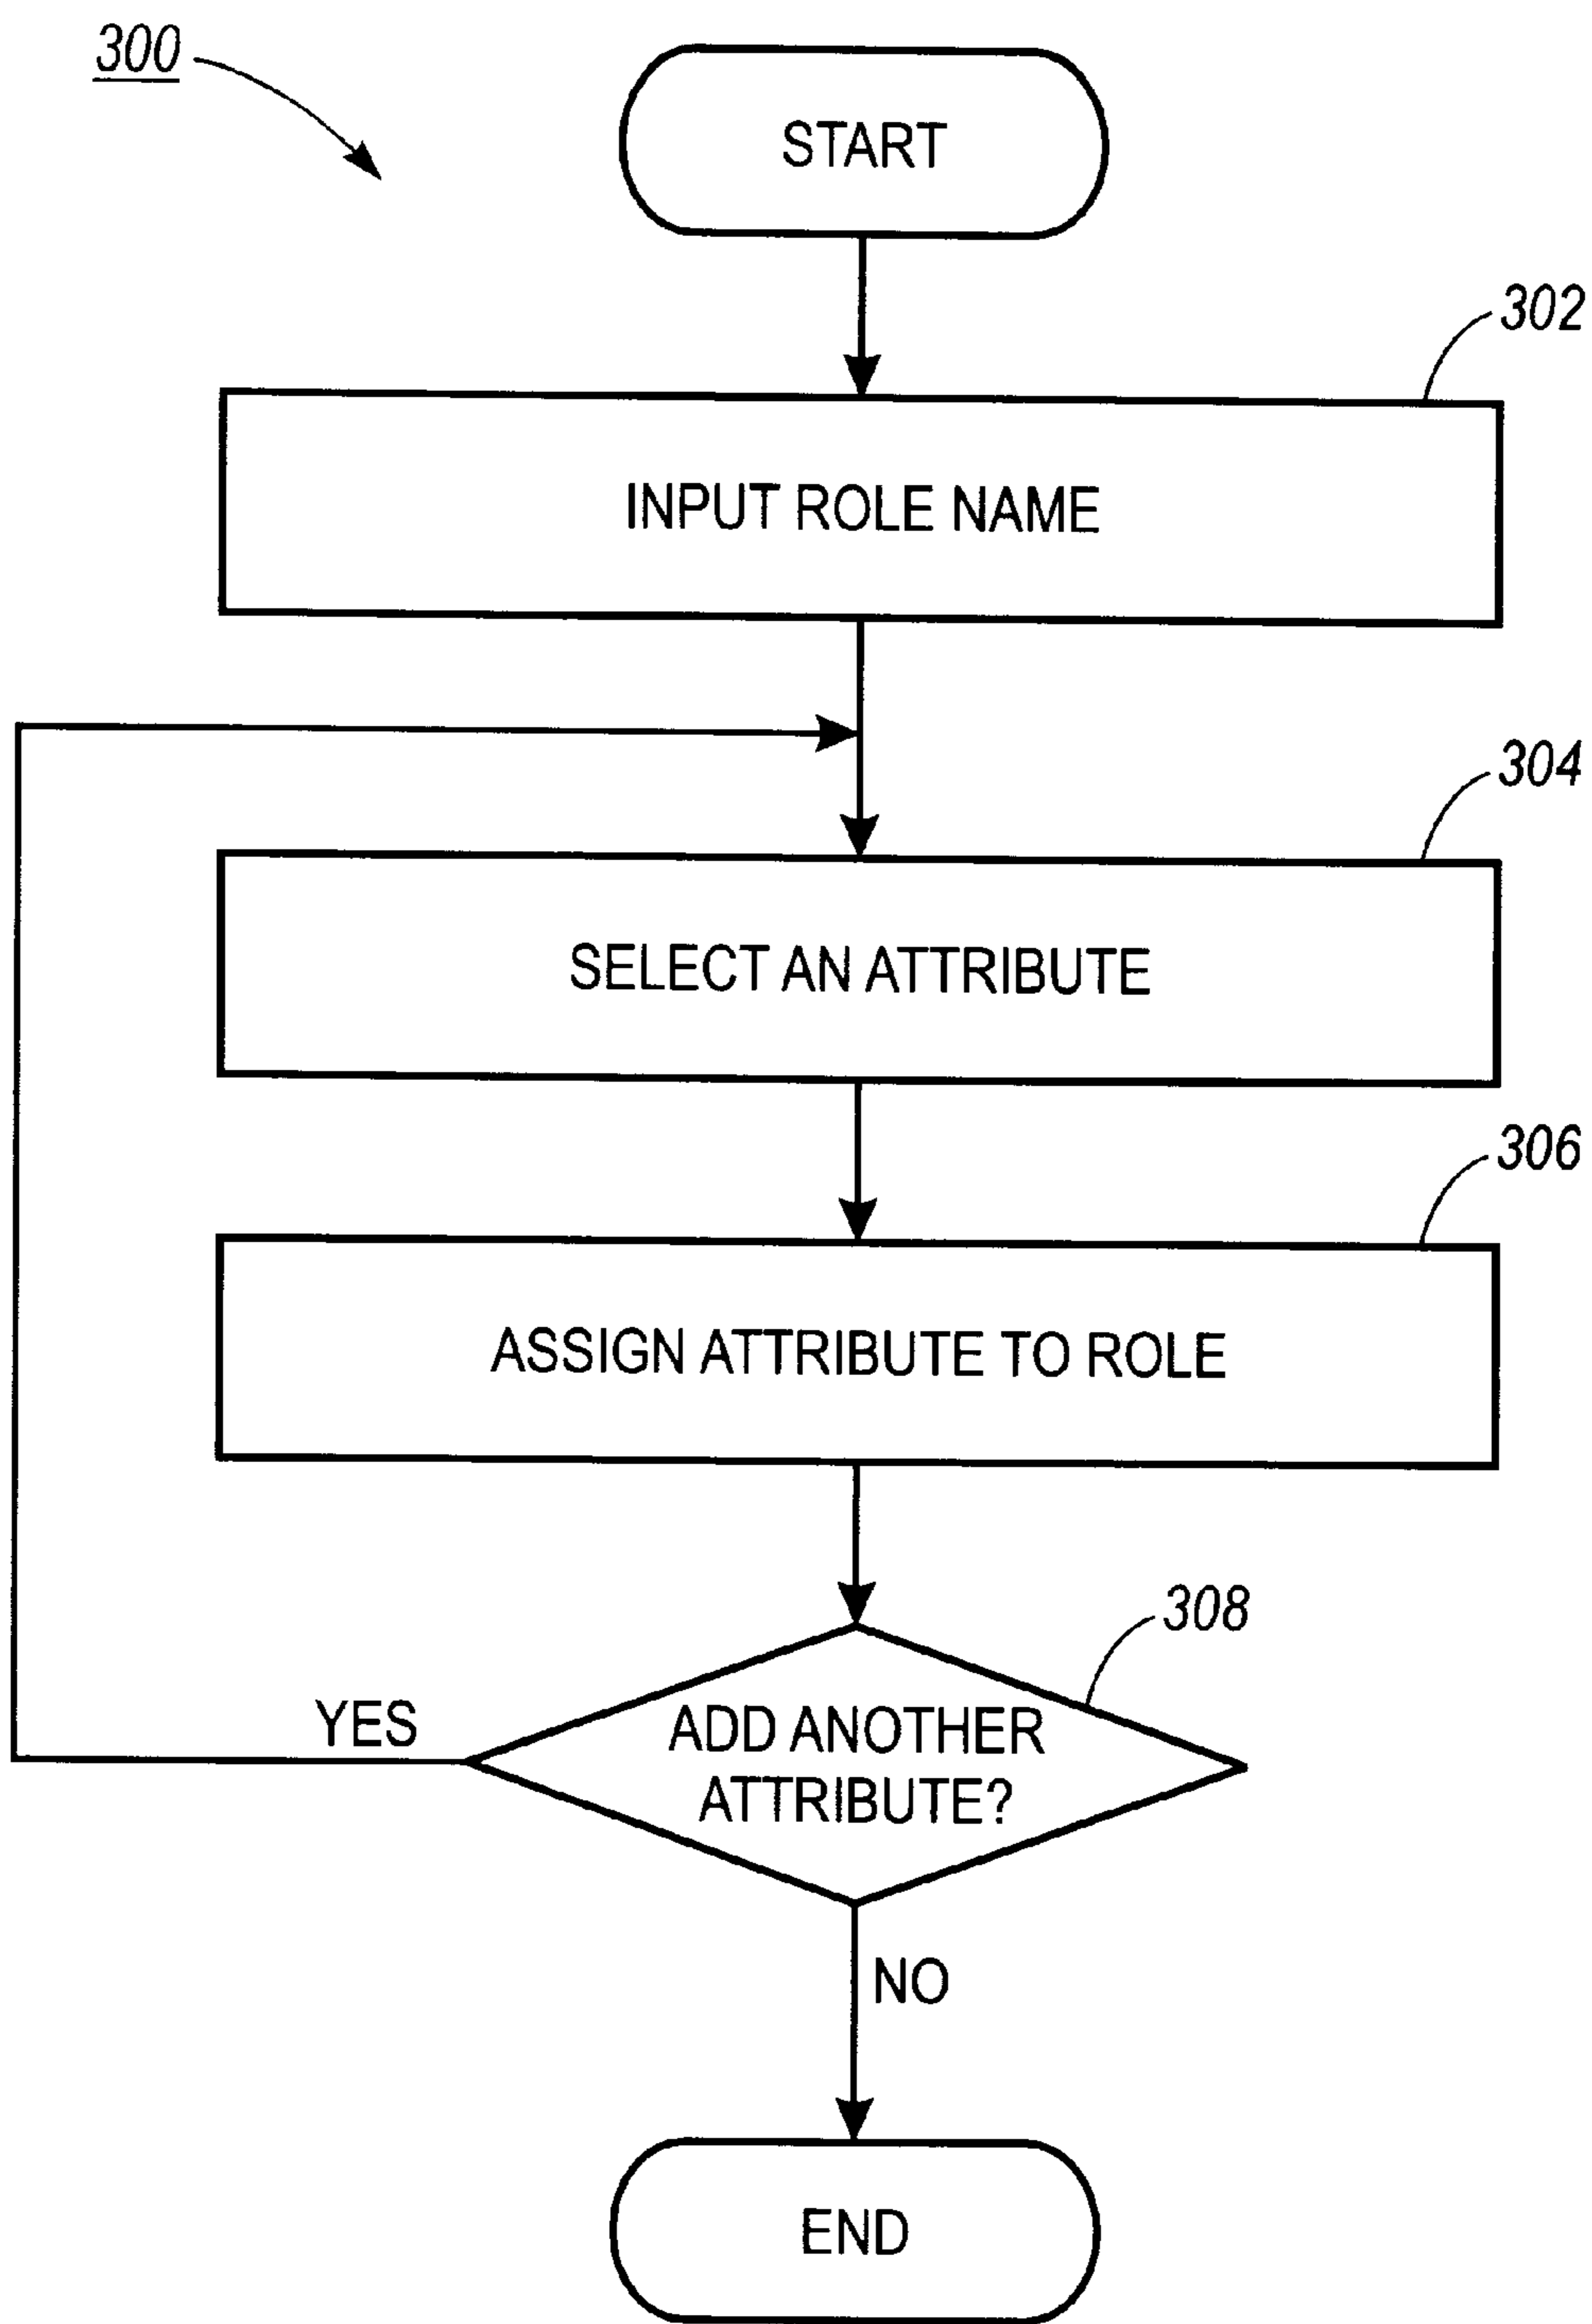 300
START
302
INPUT ROLE NAME
304
SELECT AN ATTRIBUTE
306
ASSIGN ATTRIBUTE TO ROLE
308
YES
ADD ANOTHER
ATTRIBUTE?
NO
END